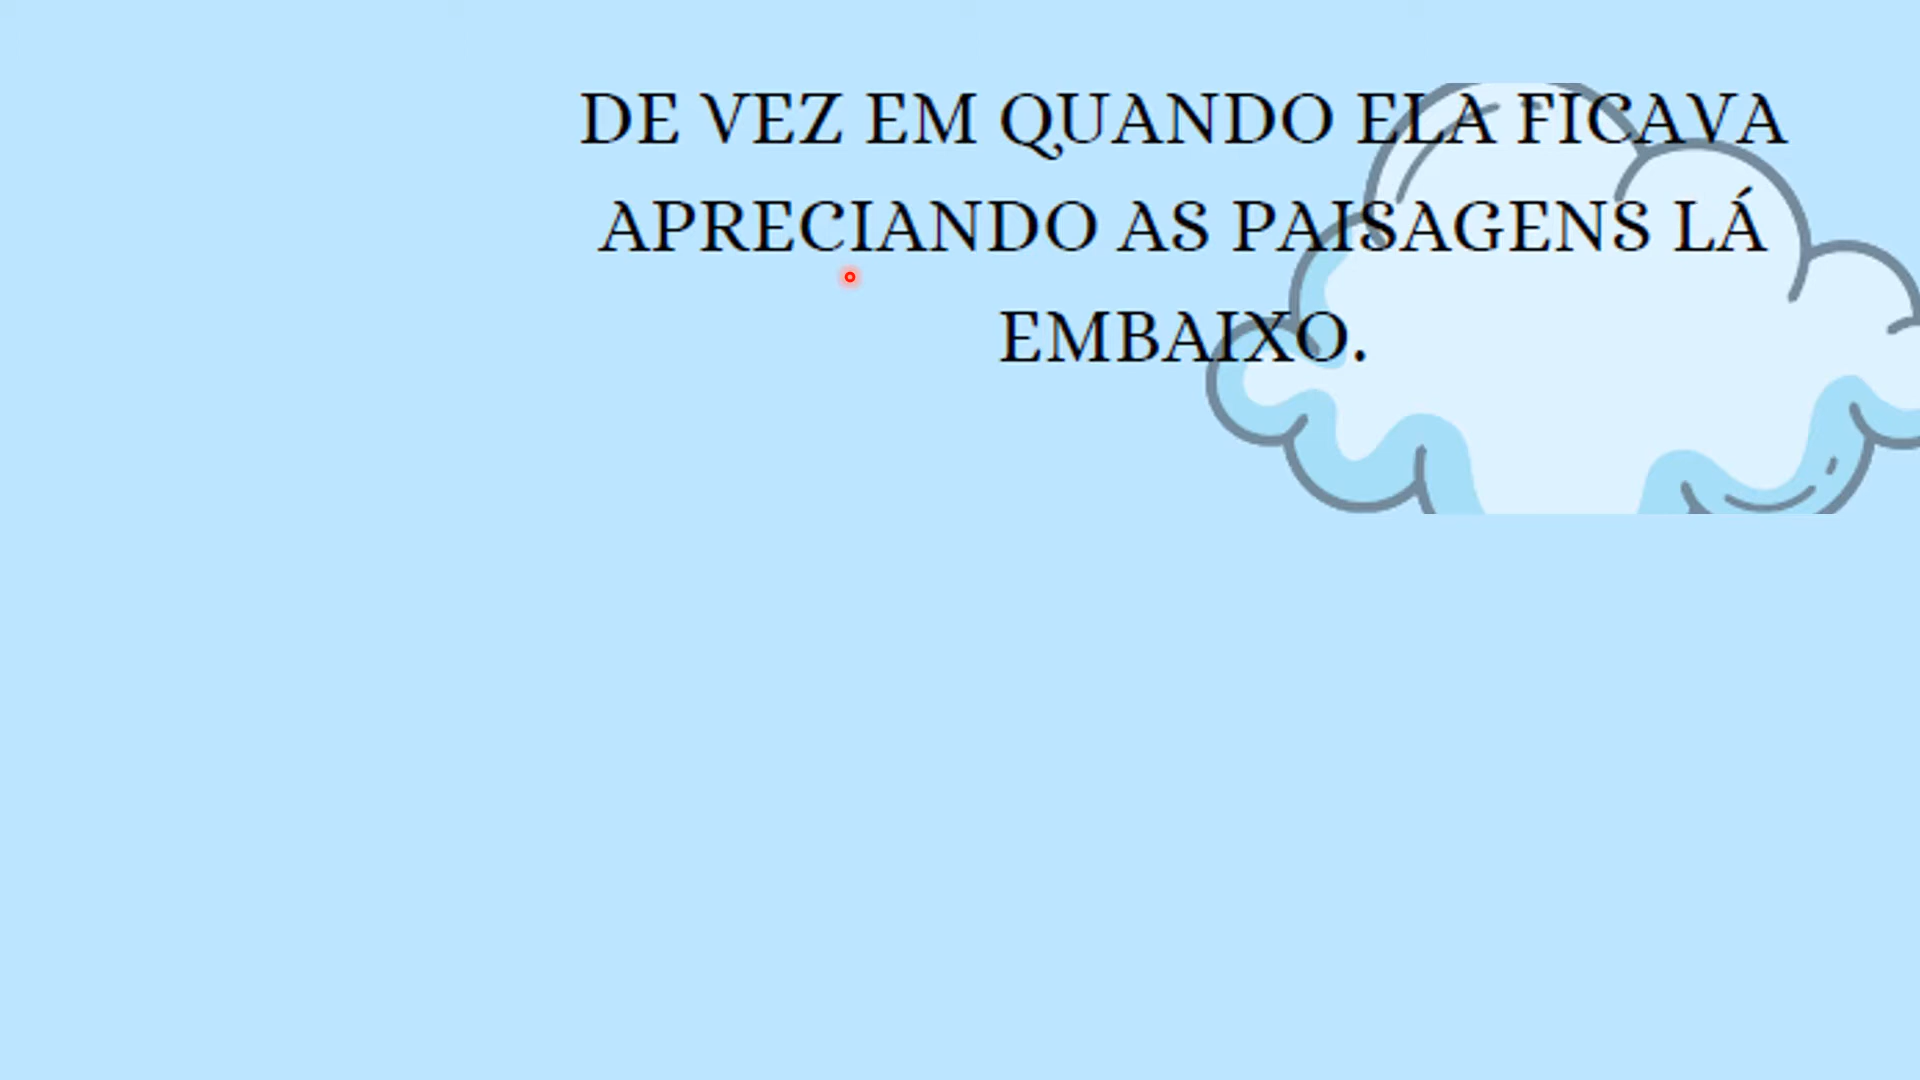 DE VEZ EM QUANDO ELA FICAVA
APRECIANDO AS PAISAGENS LÁ
EMBAIXO.